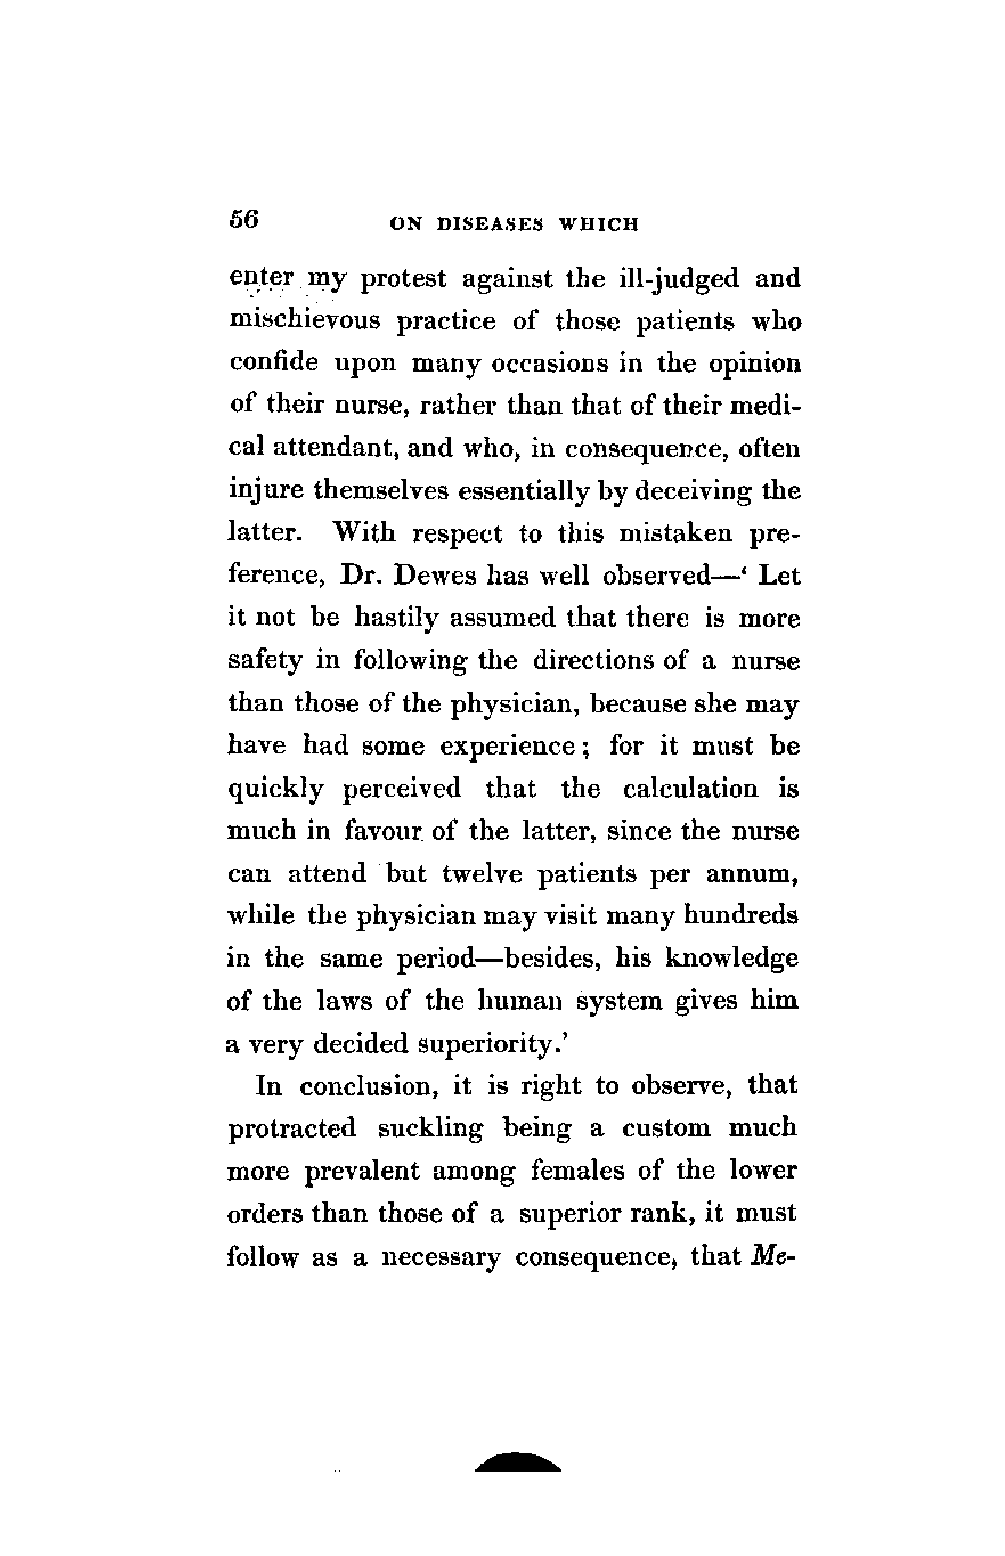 56 ON DISEASES WHICH
enter my protest against the ill-judged and
mischievous practice of those patients who
confide upon many occasions in the opinion
of their nurse, rather than that of their medi-
cal attendant, and who, in consequence, often
injure themselves essentially by deceiving the
latter. With respect to this mistaken pre-
ference, Dr. Dewes has well observed—‘ Let
it not be hastily assumed that there is more
safety in following the directions of a nurse
than those of the physician, because she may
have had some experience; for it must be
quickly perceived that the calculation is
much in favour of the latter, since the nurse
can attend but twelve patients per annum,
while the physician may visit many hundreds
in the same period—besides, his knowledge
of the laws of the human system gives him
a very decided superiority.’
In conclusion, it is right to observe, that
protracted suckling being a custom much
more prevalent among females of the lower
orders than those of a superior rank, it must
follow as a necessary consequence, that Me-